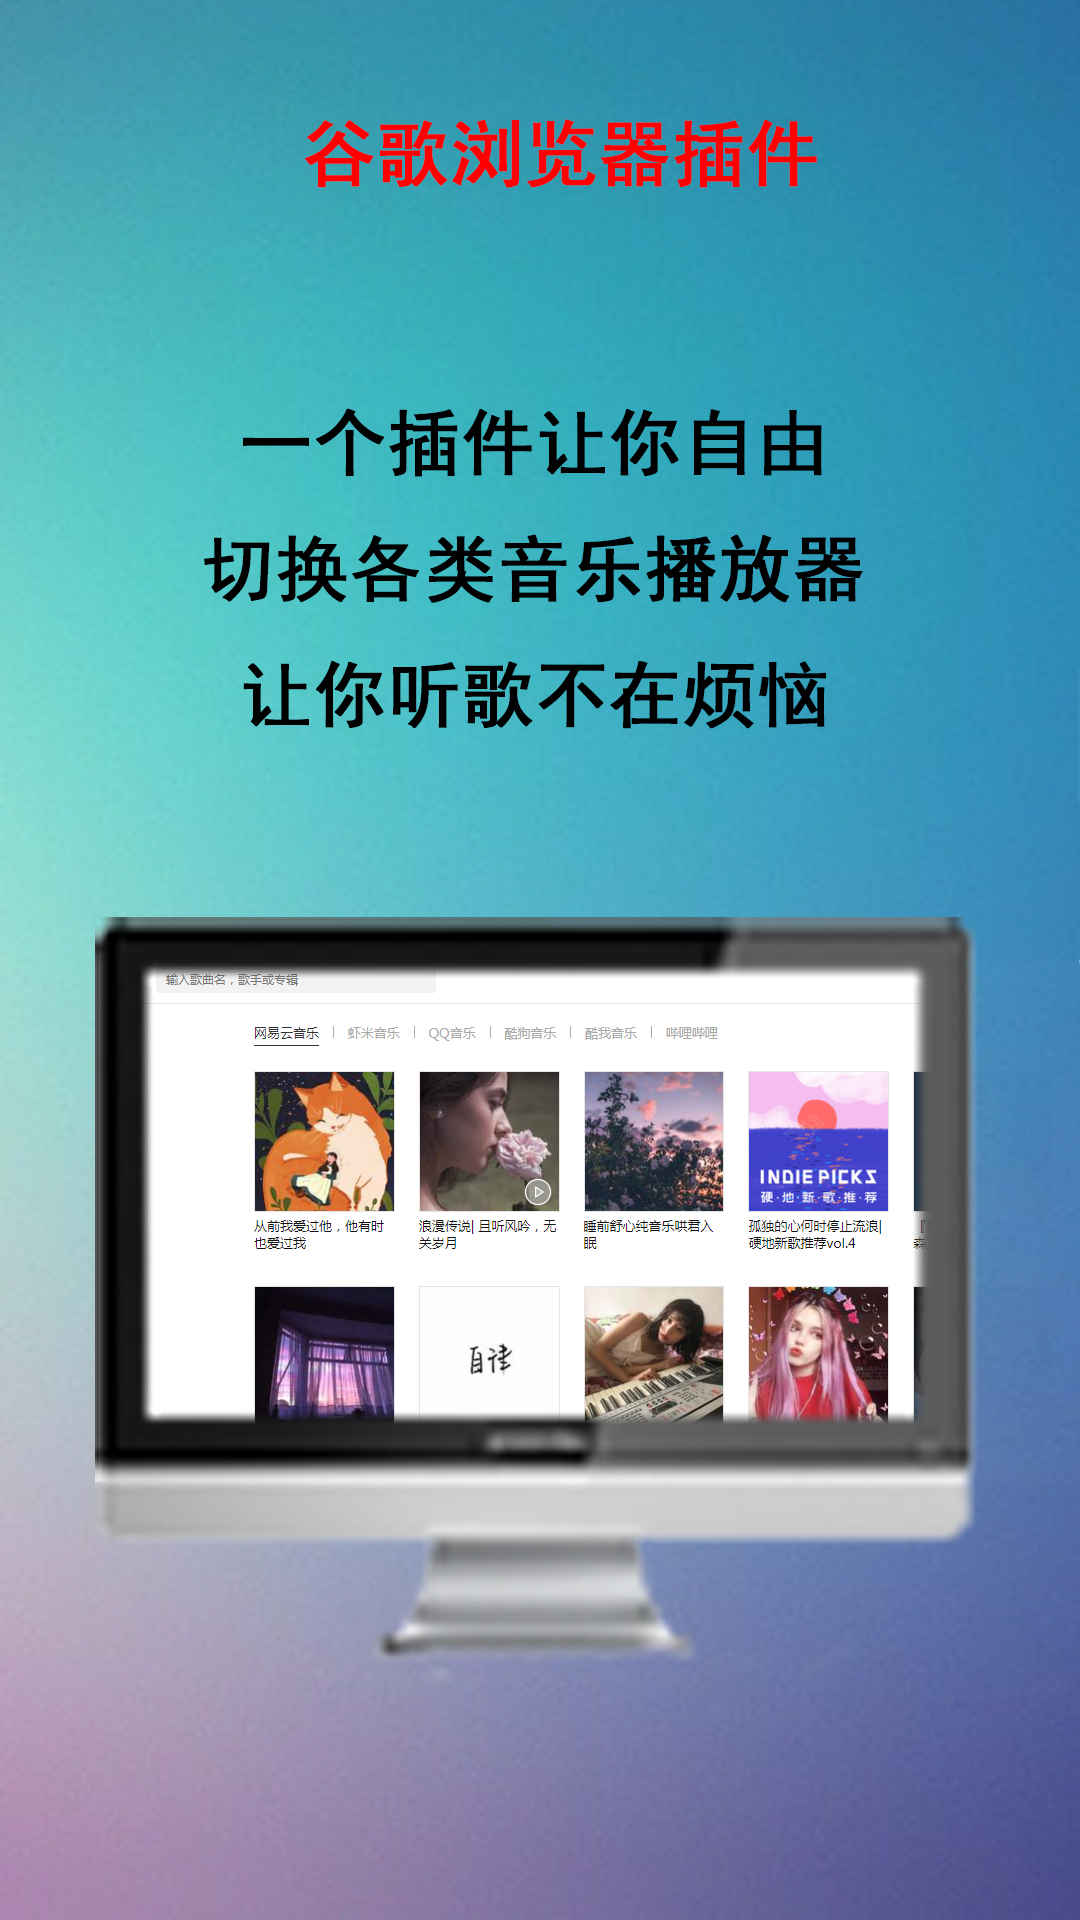 谷歌浏览器插件
一个插件让你自由
切换各类音乐播放器
让你听歌不在烦恼
输入歌曲名，歌手或专辑
网易云音乐 | 虾米音乐 | QQ音乐 | 酷狗音乐 | 酷我音乐 | 哔哩哔哩
INDIE PICKS
硬·地·新·歌·推·荐
从前我爱过他，他有时
也爱过我
浪漫传说| 且听风吟，无
关岁月
睡前舒心纯音乐哄君入
眠
孤独的心何时停止流浪|
硬地新歌推荐vol.4
森
自律